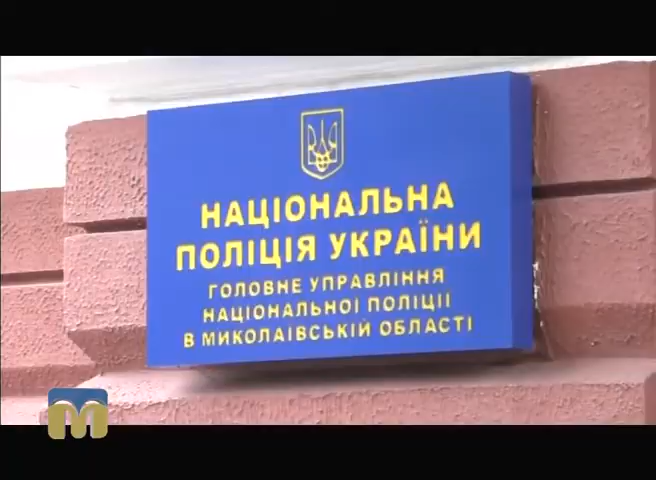 НАЦІОНАЛЬНА
ПОЛІЦІЯ УКРАЇНИ
ГОЛОВНЕ УПРАВЛІННЯ
НАЦІОНАЛЬНОЇ ПОЛІЦІЇ
В МИКОЛАЇВСЬКІЙ ОБЛАСТІ
М